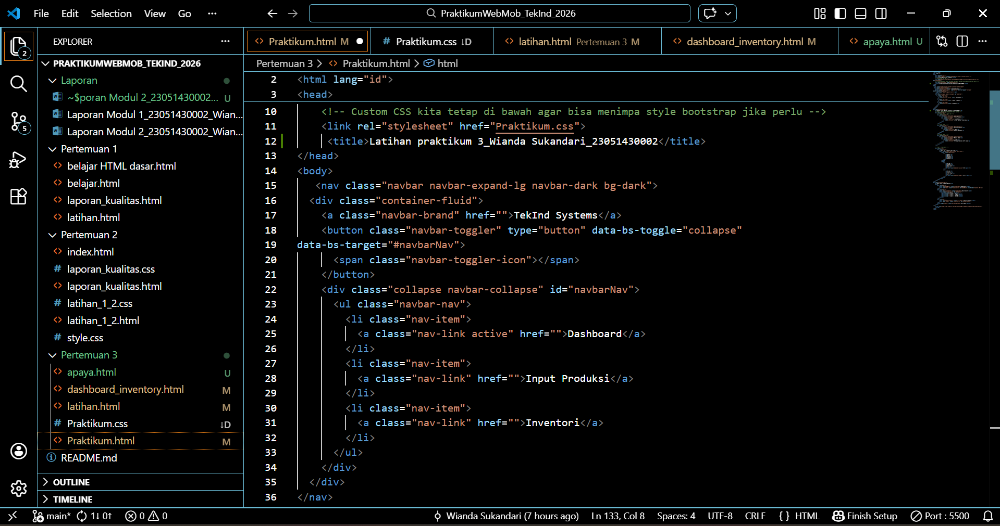 File Edit Selection View Go ··· PraktikumWebMob_TekInd_2026
EXPLORER ···
2
5
PRAKTIKUMWEBMOB_TEKIND_2026
Laporan
~$poran Modul 2_23051430002... U
Laporan Modul 1_23051430002_Wian...
Laporan Modul 2_23051430002_Wian...
Pertemuan 1
belajar HTML dasar.html
belajar.html
laporan_kualitas.html
latihan.html
Pertemuan 2
index.html
laporan_kualitas.css
laporan_kualitas.html
latihan_1_2.css
latihan_1_2.html
style.css
Pertemuan 3
apaya.html U
dashboard_inventory.html M
latihan.html M
Praktikum.css ↓D
Praktikum.html M
README.md
OUTLINE
TIMELINE
Praktikum.html M Praktikum.css ↓D latihan.html Pertemuan 3 M dashboard_inventory.html M apaya.html U ···
Pertemuan 3 > Praktikum.html > html
2 <html lang="id">
3 <head>
10 <!-- Custom CSS kita tetap di bawah agar bisa menimpa style bootstrap jika perlu -->
11 <link rel="stylesheet" href="Praktikum.css">
12 <title>Latihan praktikum 3_Wianda Sukandari_23051430002</title>
13 </head>
14 <body>
15 <nav class="navbar navbar-expand-lg navbar-dark bg-dark">
16 <div class="container-fluid">
17 <a class="navbar-brand" href="">TekInd Systems</a>
18 <button class="navbar-toggler" type="button" data-bs-toggle="collapse"
19 data-bs-target="#navbarNav">
20 <span class="navbar-toggler-icon"></span>
21 </button>
22 <div class="collapse navbar-collapse" id="navbarNav">
23 <ul class="navbar-nav">
24 <li class="nav-item">
25 <a class="nav-link active" href="">Dashboard</a>
26 </li>
27 <li class="nav-item">
28 <a class="nav-link" href="">Input Produksi</a>
29 </li>
30 <li class="nav-item">
31 <a class="nav-link" href="">Inventori</a>
32 </li>
33 </ul>
34 </div>
35 </div>
36 </nav>
main* 1↓ 0↑ 0 0 Wianda Sukandari (7 hours ago) Ln 133, Col 8 Spaces: 4 UTF-8 CRLF { } HTML Finish Setup Port : 5500